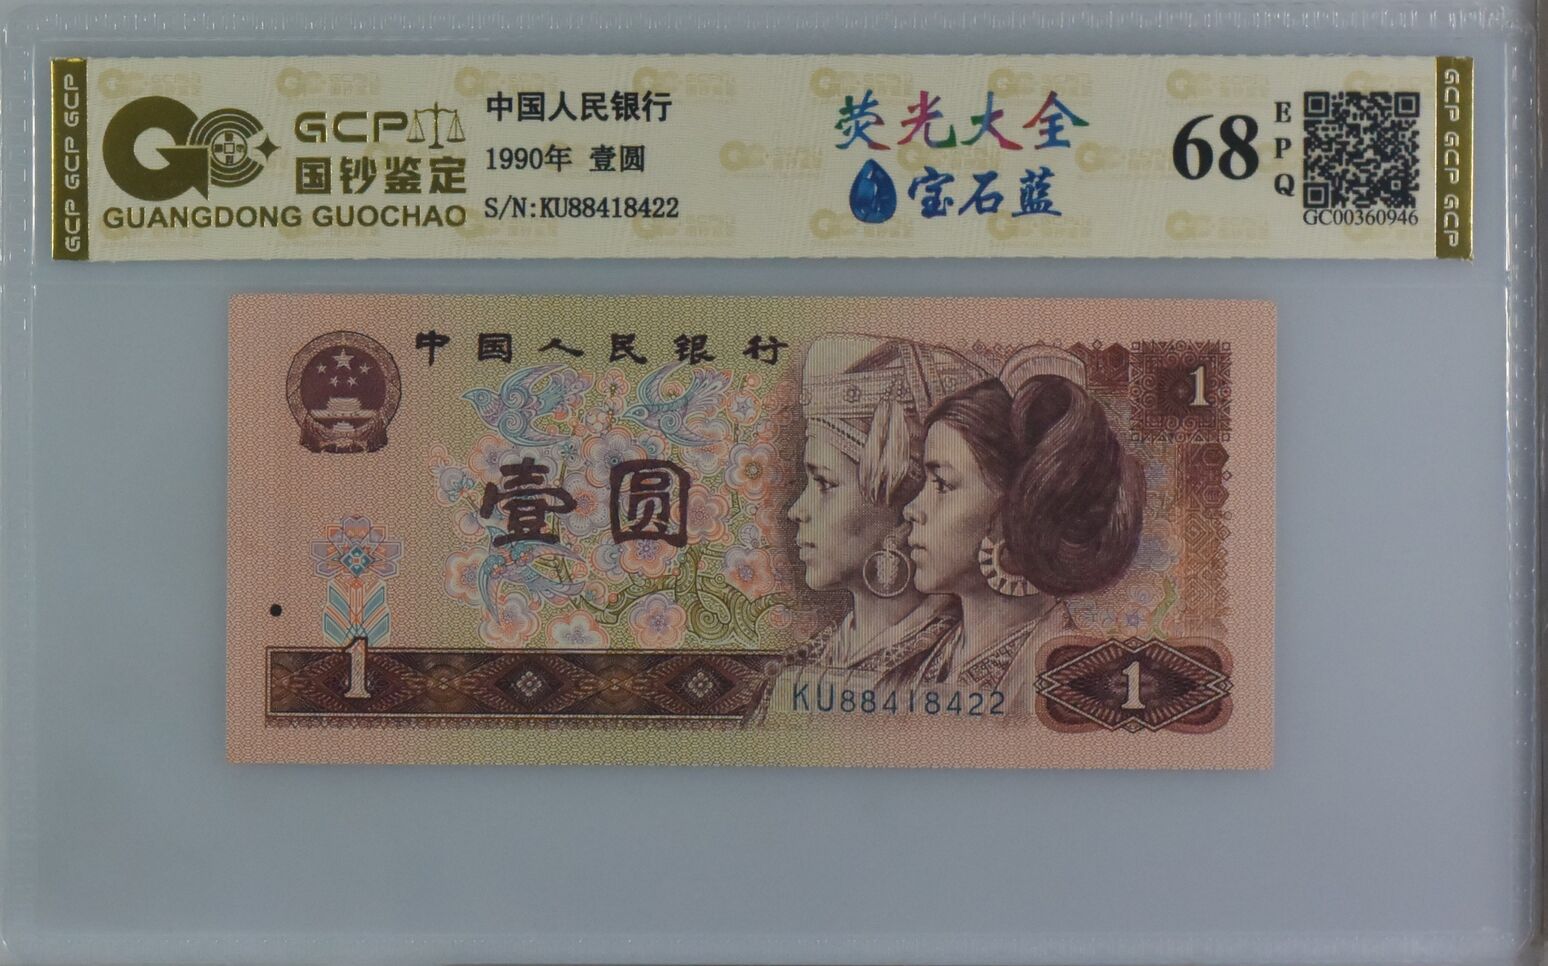 GCP GCP GCP
GCP
国钞鉴定
GUANGDONG GUOCHAO
中国人民银行
1990年 壹圆
S/N:KU88418422
荧光大全
宝石蓝
68
EPQ
GC00360946
GCP GCP GCP
中国人民银行
1
壹圆
1
KU88418422
1